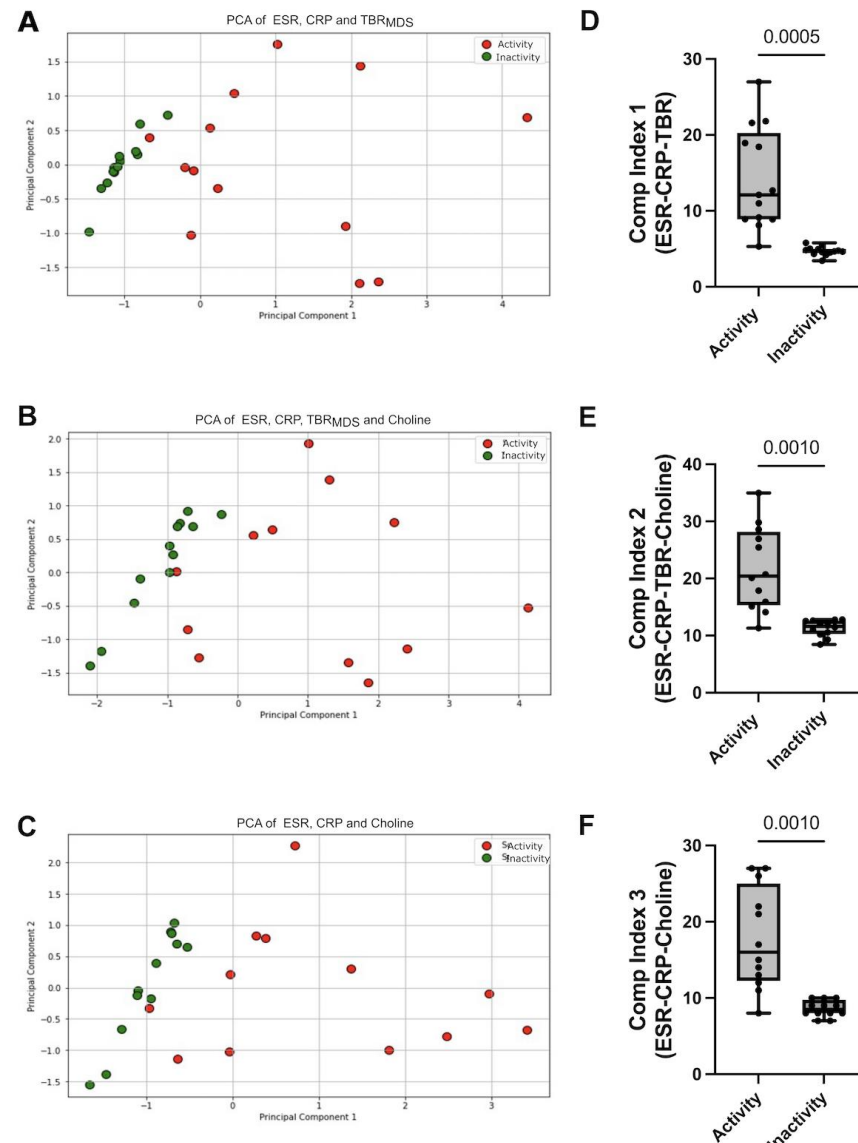 A
PCA of ESR, CRP and TBRMDS
Activity
Inactivity
1.5
1.0
0.5
0.0
−0.5
−1.0
−1.5
Principal Component 2
−1 0 1 2 3 4
Principal Component 1
D
0.0005
30
20
10
0
Comp Index 1
(ESR-CRP-TBR)
Activity
Inactivity
B
PCA of ESR, CRP, TBRMDS and Choline
Activity
Inactivity
2.0
1.5
1.0
0.5
0.0
−0.5
−1.0
−1.5
Principal Component 2
−2 −1 0 1 2 3 4
Principal Component 1
E
0.0010
40
30
20
10
0
Comp Index 2
(ESR-CRP-TBR-Choline)
Activity
Inactivity
C
PCA of ESR, CRP and Choline
Activity
Inactivity
2.0
1.5
1.0
0.5
0.0
−0.5
−1.0
−1.5
Principal Component 2
−1 0 1 2 3
Principal Component 1
F
0.0010
30
20
10
0
Comp Index 3
(ESR-CRP-Choline)
Activity
Inactivity